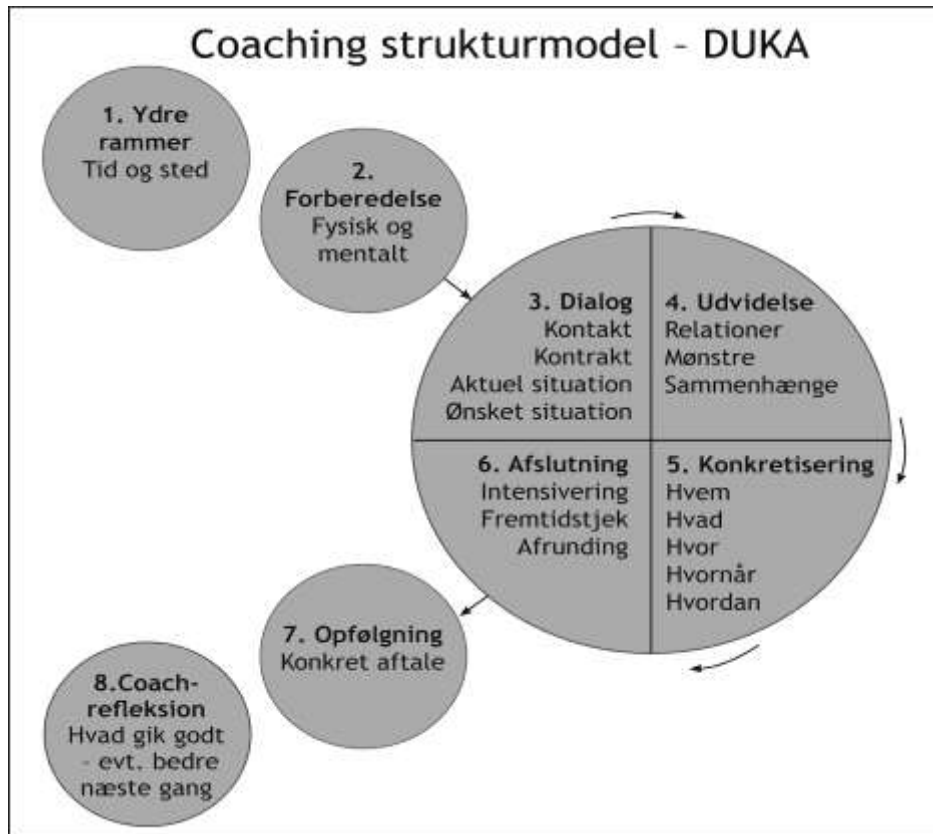 Coaching strukturmodel - DUKA
1. Ydre
rammer
Tid og sted
2.
Forberedelse
Fysisk og
mentalt
3. Dialog
Kontakt
Kontrakt
Aktuel situation
Ønsket situation
4. Udvidelse
Relationer
Mønstre
Sammenhænge
5. Konkretisering
Hvem
Hvad
Hvor
Hvornår
Hvordan
6. Afslutning
Intensivering
Fremtidstjek
Afrunding
7. Opfølgning
Konkret aftale
8.Coach-
refleksion
Hvad gik godt
- evt. bedre
næste gang